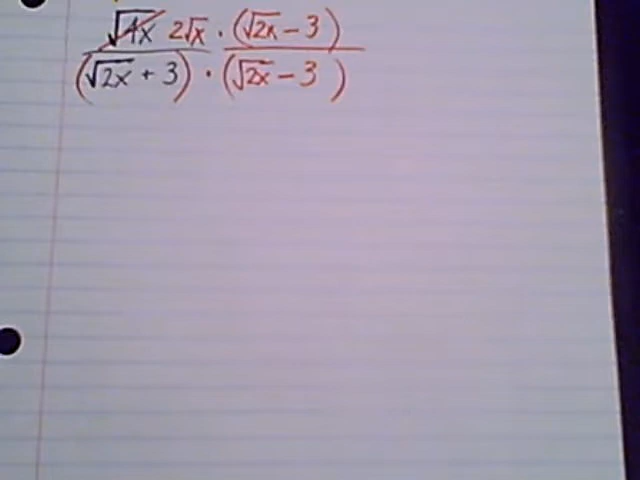 √4x 2√x · (√2x - 3)
(√2x + 3) · (√2x - 3)